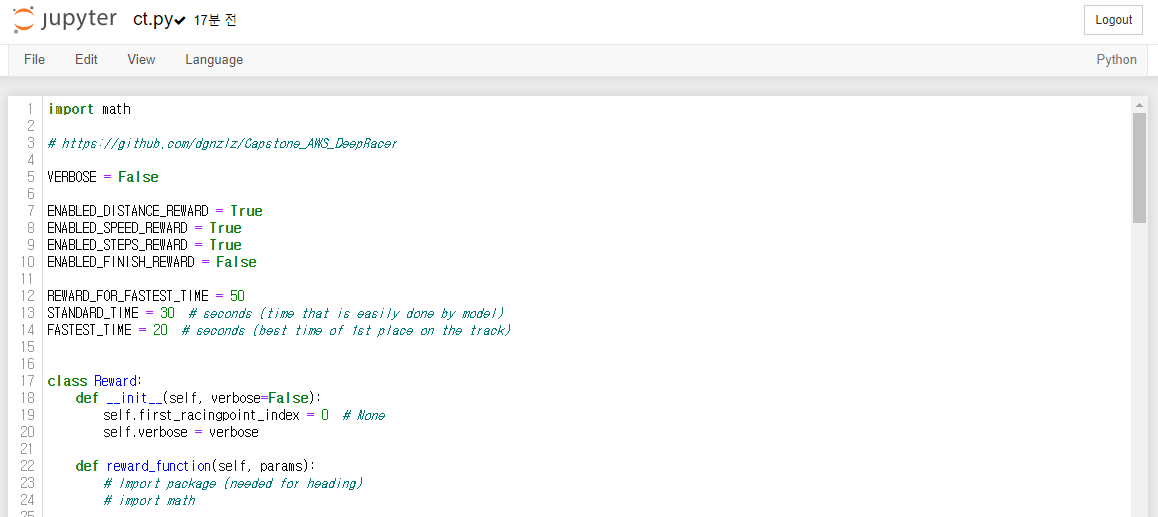 jupyter ct.py✔ 17분 전 Logout
File Edit View Language Python
1 import math
2
3 # https://github.com/dgnzlz/Capstone_AWS_DeepRacer
4
5 VERBOSE = False
6
7 ENABLED_DISTANCE_REWARD = True
8 ENABLED_SPEED_REWARD = True
9 ENABLED_STEPS_REWARD = True
10 ENABLED_FINISH_REWARD = False
11
12 REWARD_FOR_FASTEST_TIME = 50
13 STANDARD_TIME = 30  # seconds (time that is easily done by model)
14 FASTEST_TIME = 20  # seconds (best time of 1st place on the track)
15
16
17 class Reward:
18     def __init__(self, verbose=False):
19         self.first_racingpoint_index = 0  # None
20         self.verbose = verbose
21
22     def reward_function(self, params):
23         # Import package (needed for heading)
24         # import math
25